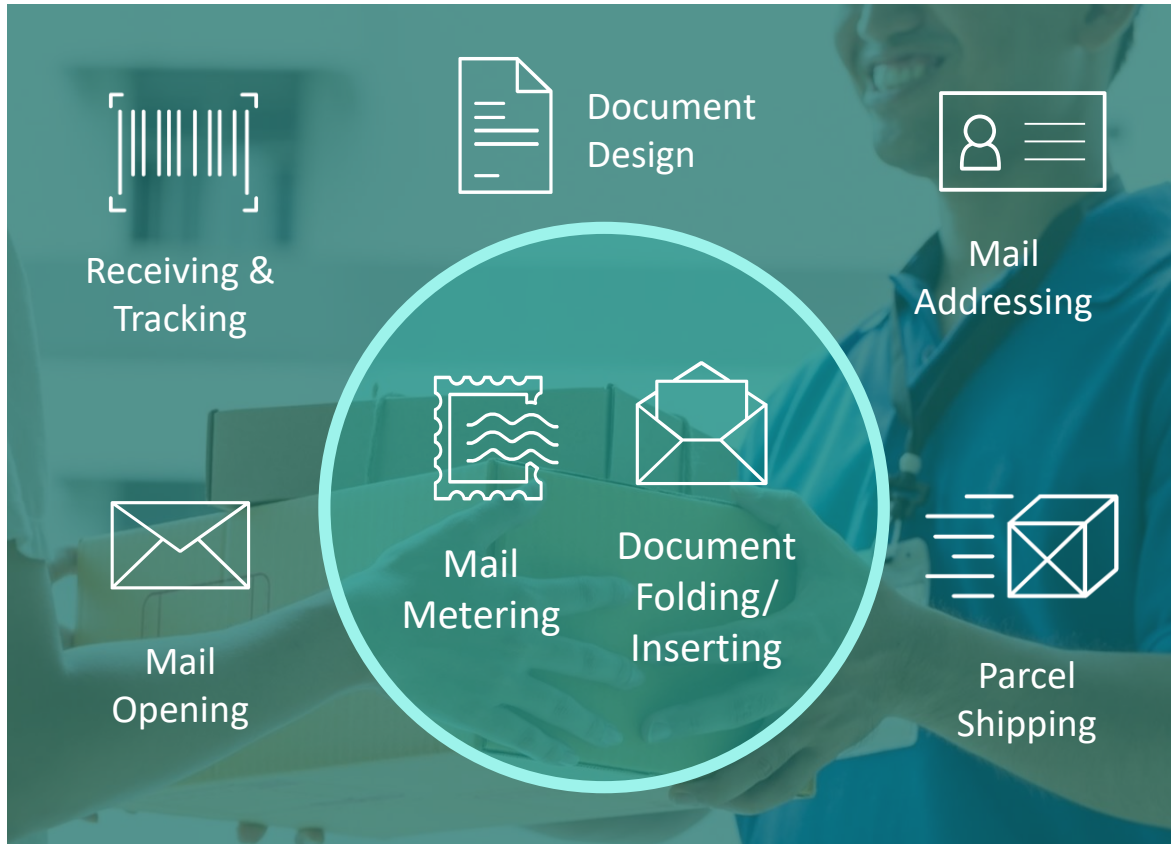 Document
Design
Receiving &
Tracking
Mail
Addressing
Mail
Metering
Document
Folding/
Inserting
Mail
Opening
Parcel
Shipping